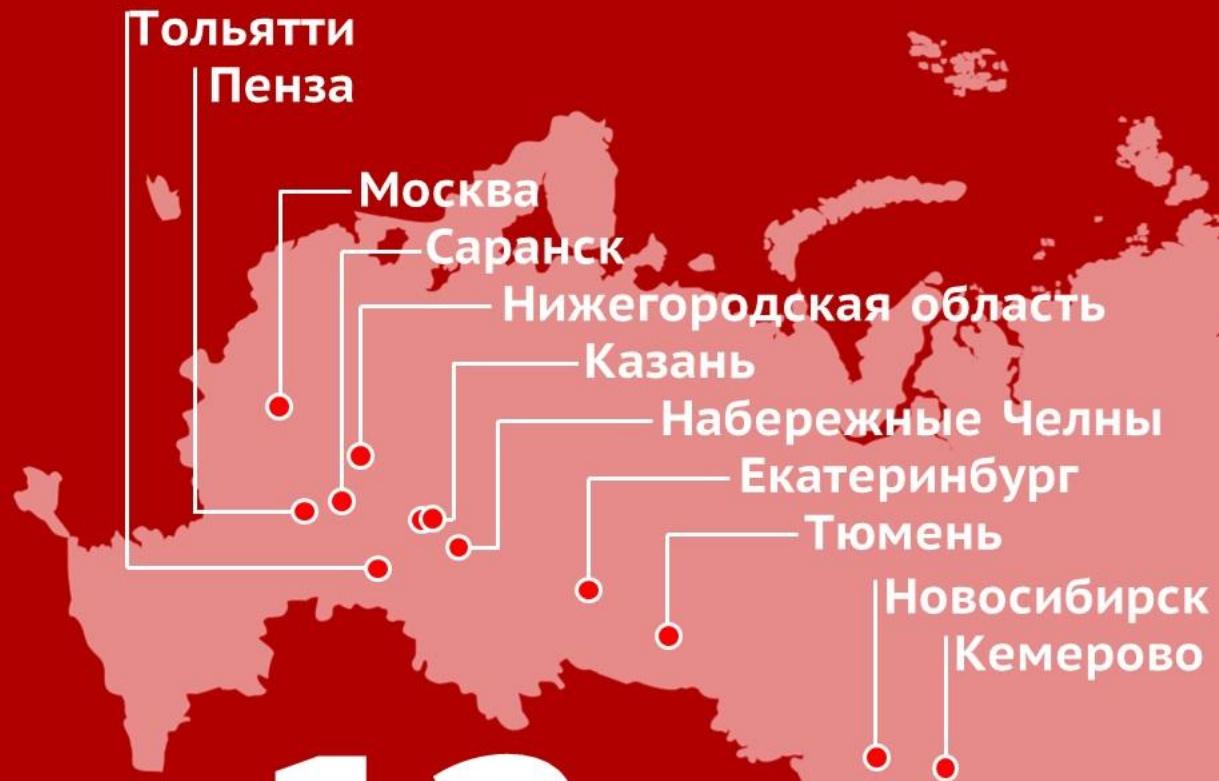 Тольятти
Пенза
Москва
Саранск
Нижегородская область
Казань
Набережные Челны
Екатеринбург
Тюмень
Новосибирск
Кемерово